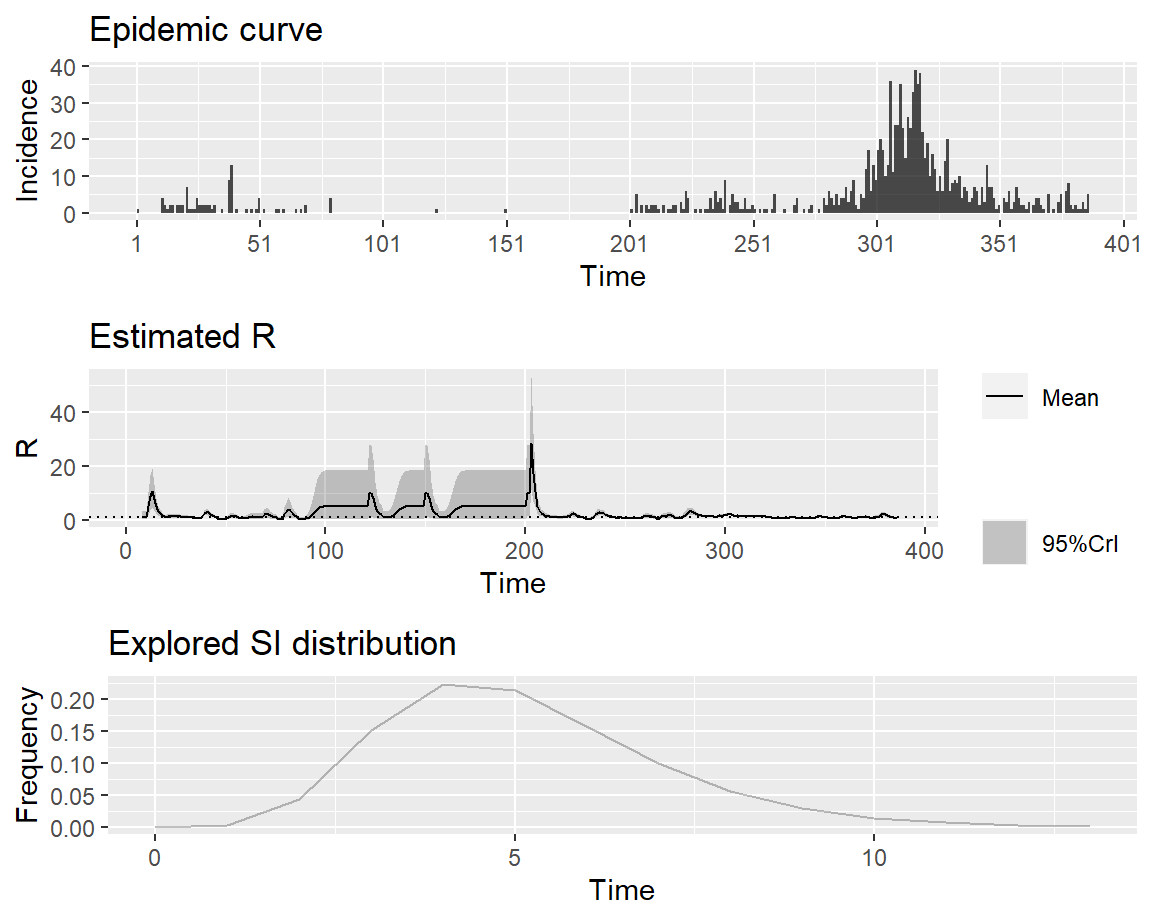 Epidemic curve
Incidence
40
30
20
10
0
1 51 101 151 201 251 301 351 401
Time
Estimated R
R
40
20
0
0 100 200 300 400
Time
Mean
95%CrI
Explored SI distribution
Frequency
0.20
0.15
0.10
0.05
0.00
0 5 10
Time